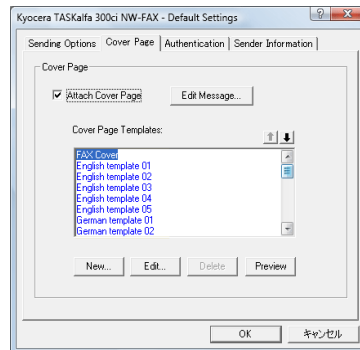 Kyocera TASKalfa 300ci NW-FAX - Default Settings
Sending Options Cover Page Authentication Sender Information
Cover Page
Attach Cover Page Edit Message...
Cover Page Templates:
FAX Cover
English template 01
English template 02
English template 03
English template 04
English template 05
German template 01
German template 02
New... Edit... Delete Preview
OK キャンセル